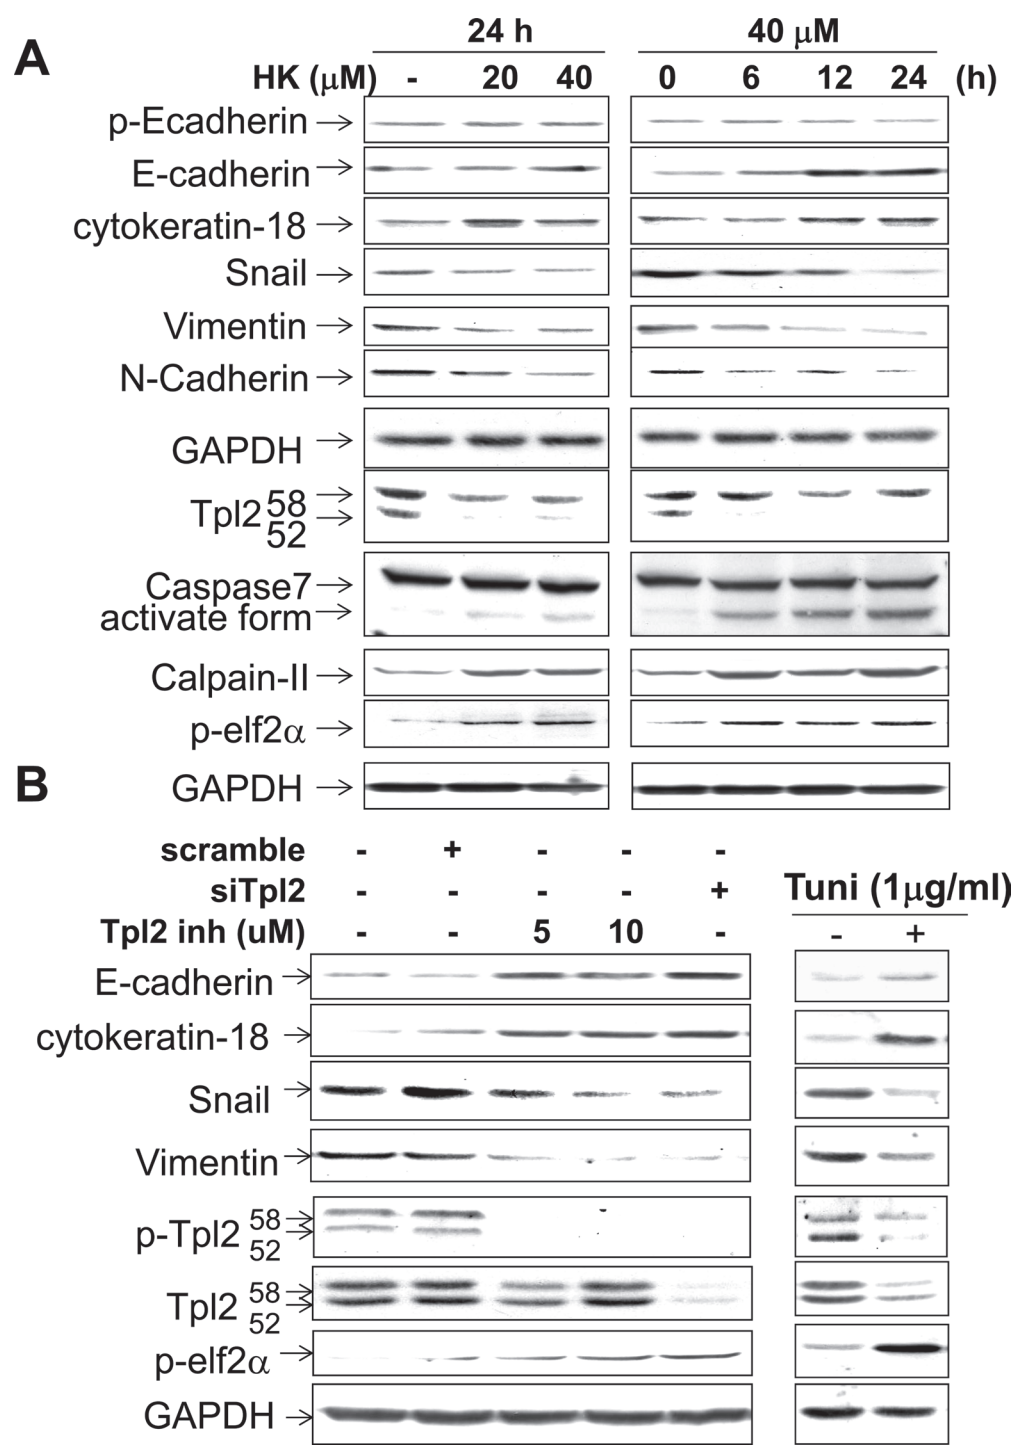 A
24 h 40 μM
HK (μM) - 20 40 0 6 12 24 (h)
p-Ecadherin
E-cadherin
cytokeratin-18
Snail
Vimentin
N-Cadherin
GAPDH
Tpl2 58
52
Caspase7
activate form
Calpain-II
p-elf2α
GAPDH
B
scramble - + - - -
siTpl2 - - - - +
Tuni (1μg/ml)
Tpl2 inh (uM) - - 5 10 - - +
E-cadherin
cytokeratin-18
Snail
Vimentin
p-Tpl2 58
52
Tpl2 58
52
p-elf2α
GAPDH